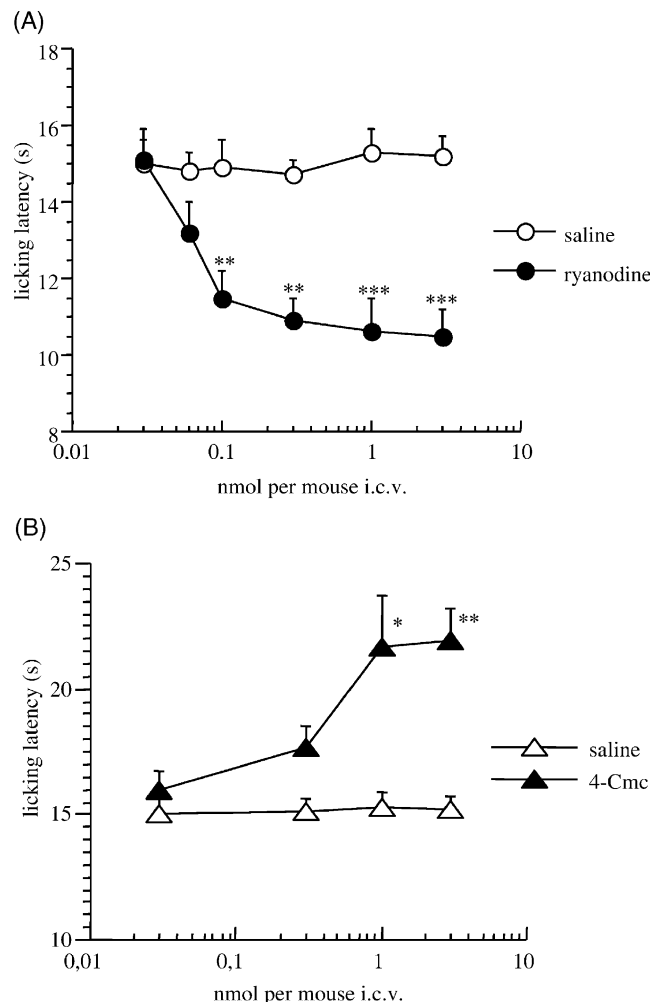 (A)
18
16
14
12
10
8
licking latency (s)
** ** *** ***
saline
ryanodine
0.01 0.1 1 10
nmol per mouse i.c.v.
(B)
25
20
15
10
licking latency (s)
* **
saline
4-Cmc
0,01 0,1 1 10
nmol per mouse i.c.v.